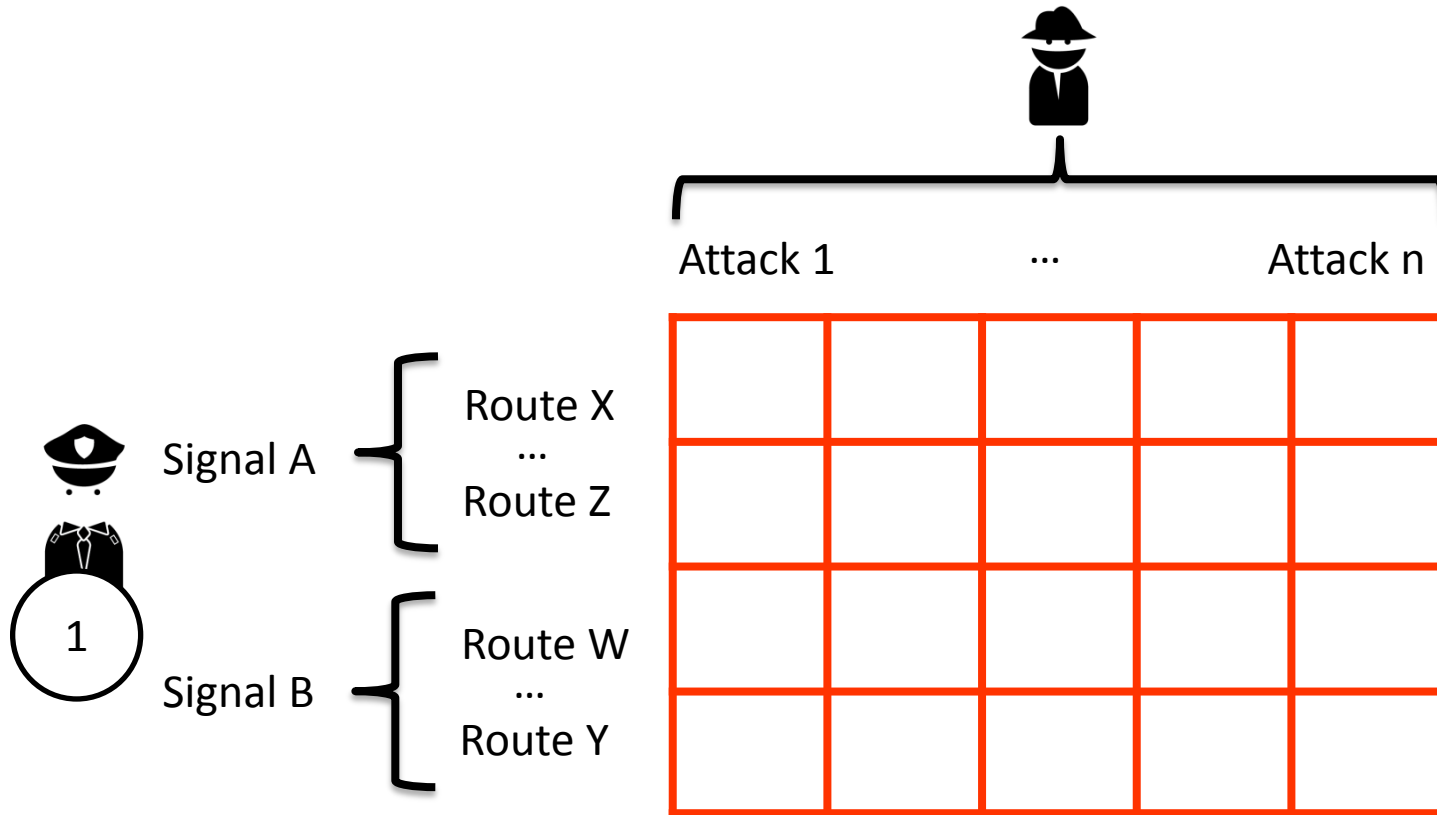 Attack 1 ... Attack n
Route X
Signal A
...
Route Z
1
Route W
Signal B
...
Route Y